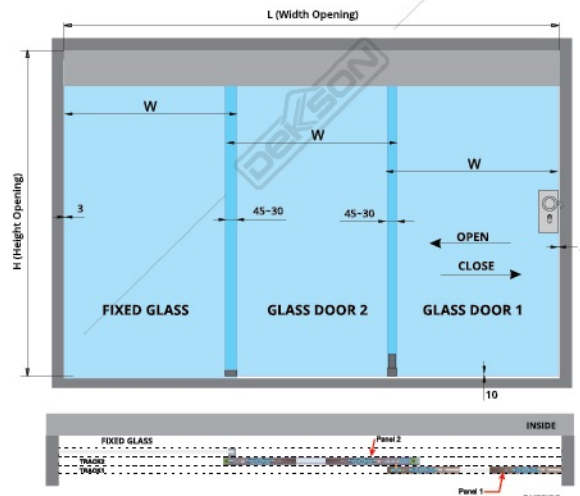 L (Width Opening)
DEKSON
W
W
W
H (Height Opening)
3
45~30
45~30
OPEN
CLOSE
FIXED GLASS
GLASS DOOR 2
GLASS DOOR 1
10
INSIDE
FIXED GLASS
Panel 2
TRACK2
TRACK1
Panel 1